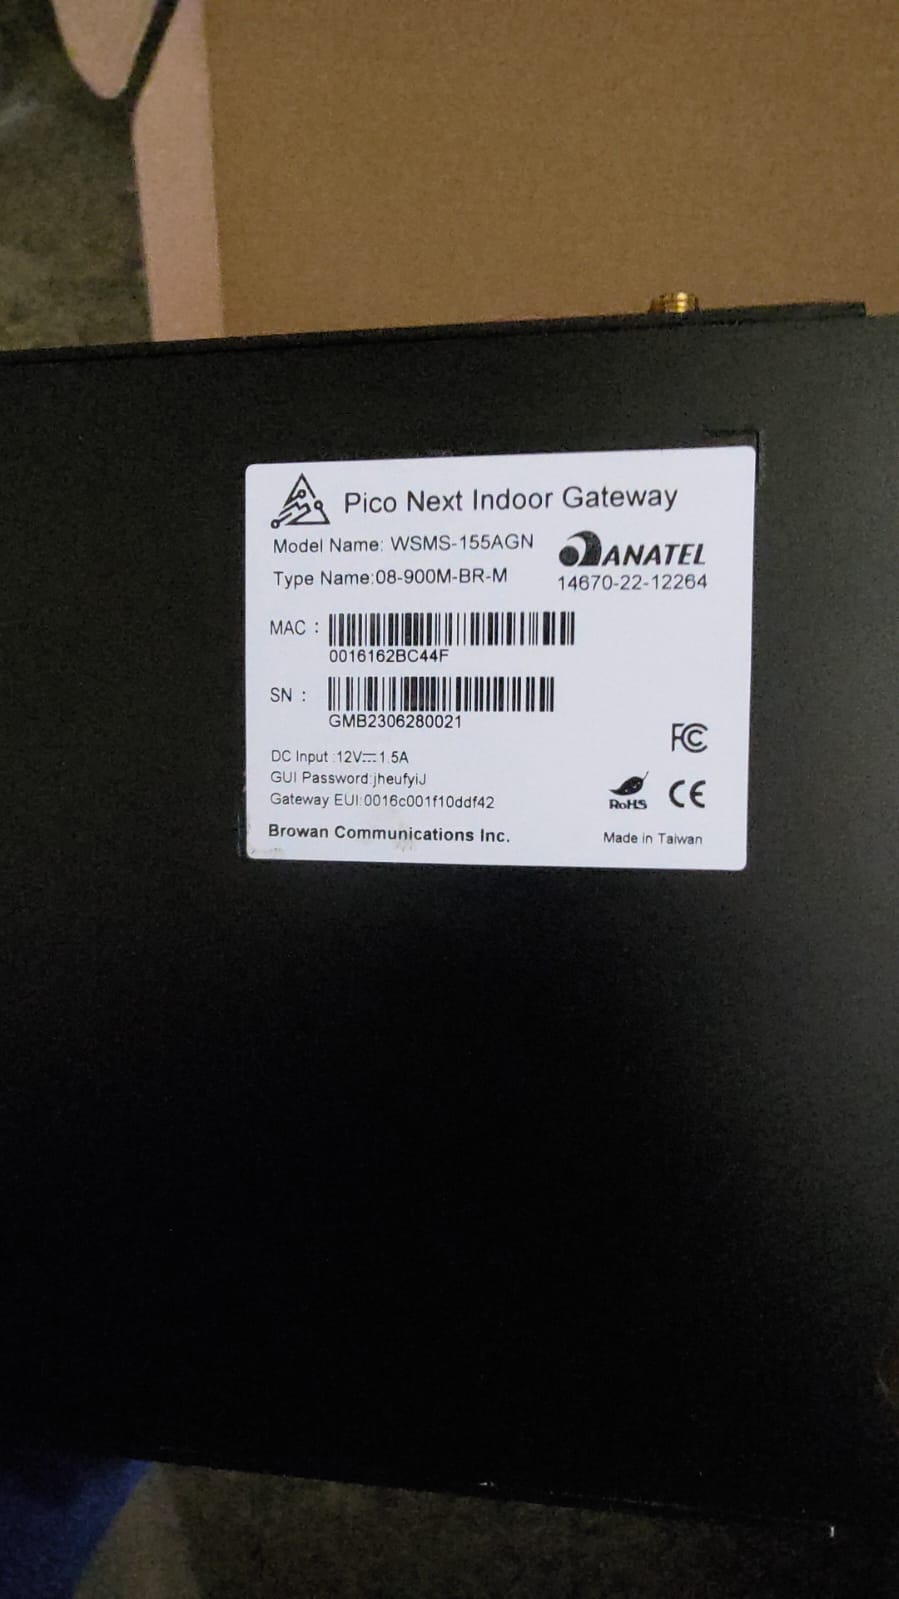 Pico Next Indoor Gateway
Model Name: WSMS-155AGN
Type Name:08-900M-BR-M
ANATEL
14670-22-12264
MAC :
0016162BC44F
SN :
GMB2306280021
DC Input :12V⎓1.5A
GUI Password:jheufyiJ
Gateway EUI:0016c001f10ddf42
Browan Communications Inc.
FC
RoHS
CE
Made in Taiwan